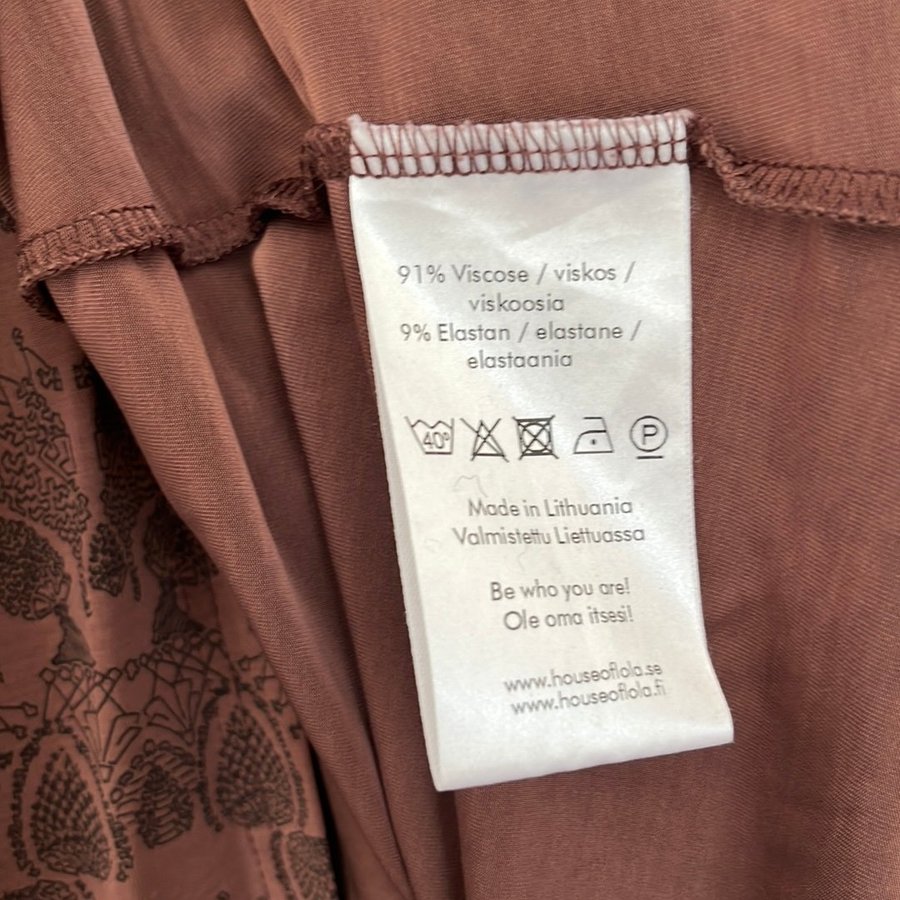 91% Viscose / viskos /
viskoosia
9% Elastan / elastane /
elastaania
40° P
Made in Lithuania
Valmistettu Liettuassa
Be who you are!
Ole oma itsesi!
www.houseoflola.se
www.houseoflola.fi